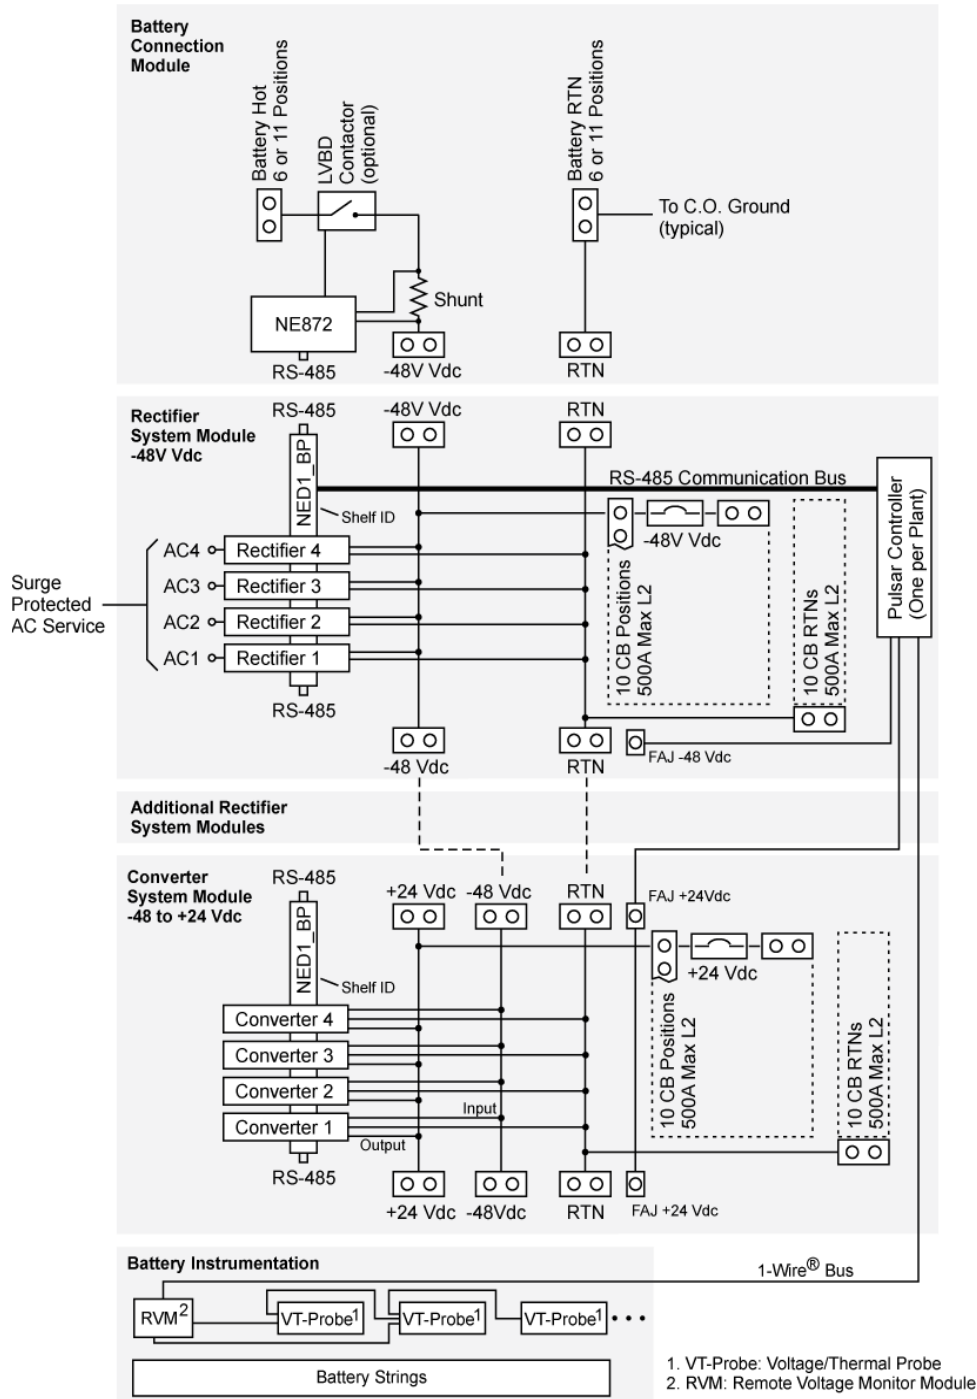 Battery
Connection
Module
Battery Hot
6 or 11 Positions
LVBD
Contactor
(optional)
Battery RTN
6 or 11 Positions
To C.O. Ground
(typical)
Shunt
NE872
RS-485
-48V Vdc
RTN
Rectifier
System Module
-48V Vdc
RS-485
-48V Vdc
RTN
NED1_BP
Shelf ID
RS-485 Communication Bus
Pulsar Controller
(One per Plant)
-48V Vdc
10 CB Positions
500A Max L2
10 CB RTNs
500A Max L2
Surge
Protected
AC Service
AC4
Rectifier 4
AC3
Rectifier 3
AC2
Rectifier 2
AC1
Rectifier 1
RS-485
-48 Vdc
RTN
FAJ -48 Vdc
Additional Rectifier
System Modules
Converter
System Module
-48 to +24 Vdc
RS-485
+24 Vdc
-48 Vdc
RTN
FAJ +24Vdc
NED1_BP
Shelf ID
+24 Vdc
10 CB Positions
500A Max L2
10 CB RTNs
500A Max L2
Converter 4
Converter 3
Converter 2
Converter 1
Input
Output
RS-485
+24 Vdc
-48Vdc
RTN
FAJ +24 Vdc
Battery Instrumentation
1-Wire® Bus
RVM2
VT-Probe1
VT-Probe1
VT-Probe1
Battery Strings
1. VT-Probe: Voltage/Thermal Probe
2. RVM: Remote Voltage Monitor Module